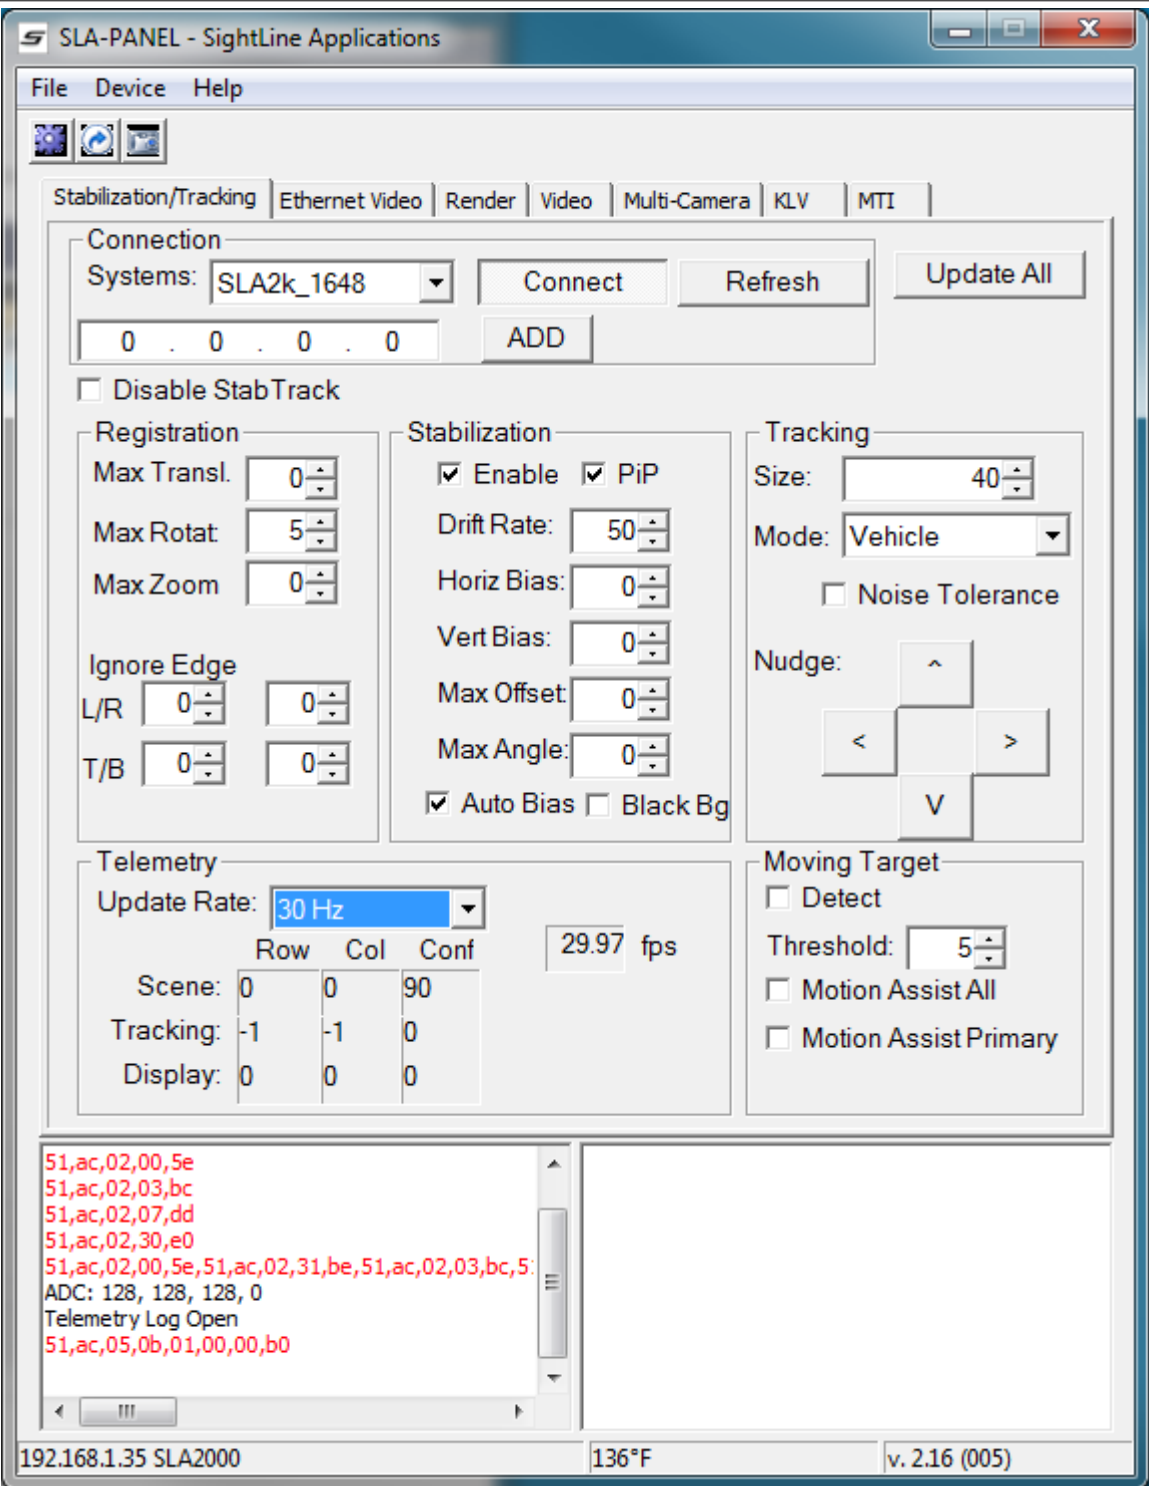 SLA-PANEL - SightLine Applications
File Device Help
Stabilization/Tracking Ethernet Video Render Video Multi-Camera KLV MTI
Connection
Systems: SLA2k_1648 Connect Refresh Update All
0 . 0 . 0 . 0 ADD
Disable StabTrack
Registration
Max Transl. 0
Max Rotat: 5
Max Zoom 0
Ignore Edge
L/R 0 0
T/B 0 0
Stabilization
Enable PiP
Drift Rate: 50
Horiz Bias: 0
Vert Bias: 0
Max Offset: 0
Max Angle: 0
Auto Bias Black Bg
Tracking
Size: 40
Mode: Vehicle
Noise Tolerance
Nudge: ^
< >
V
Telemetry
Update Rate: 30 Hz
Row Col Conf 29.97 fps
Scene: 0 0 90
Tracking: -1 -1 0
Display: 0 0 0
Moving Target
Detect
Threshold: 5
Motion Assist All
Motion Assist Primary
51,ac,02,00,5e
51,ac,02,03,bc
51,ac,02,07,dd
51,ac,02,30,e0
51,ac,02,00,5e,51,ac,02,31,be,51,ac,02,03,bc,5
ADC: 128, 128, 128, 0
Telemetry Log Open
51,ac,05,0b,01,00,00,b0
192.168.1.35 SLA2000 136°F v. 2.16 (005)